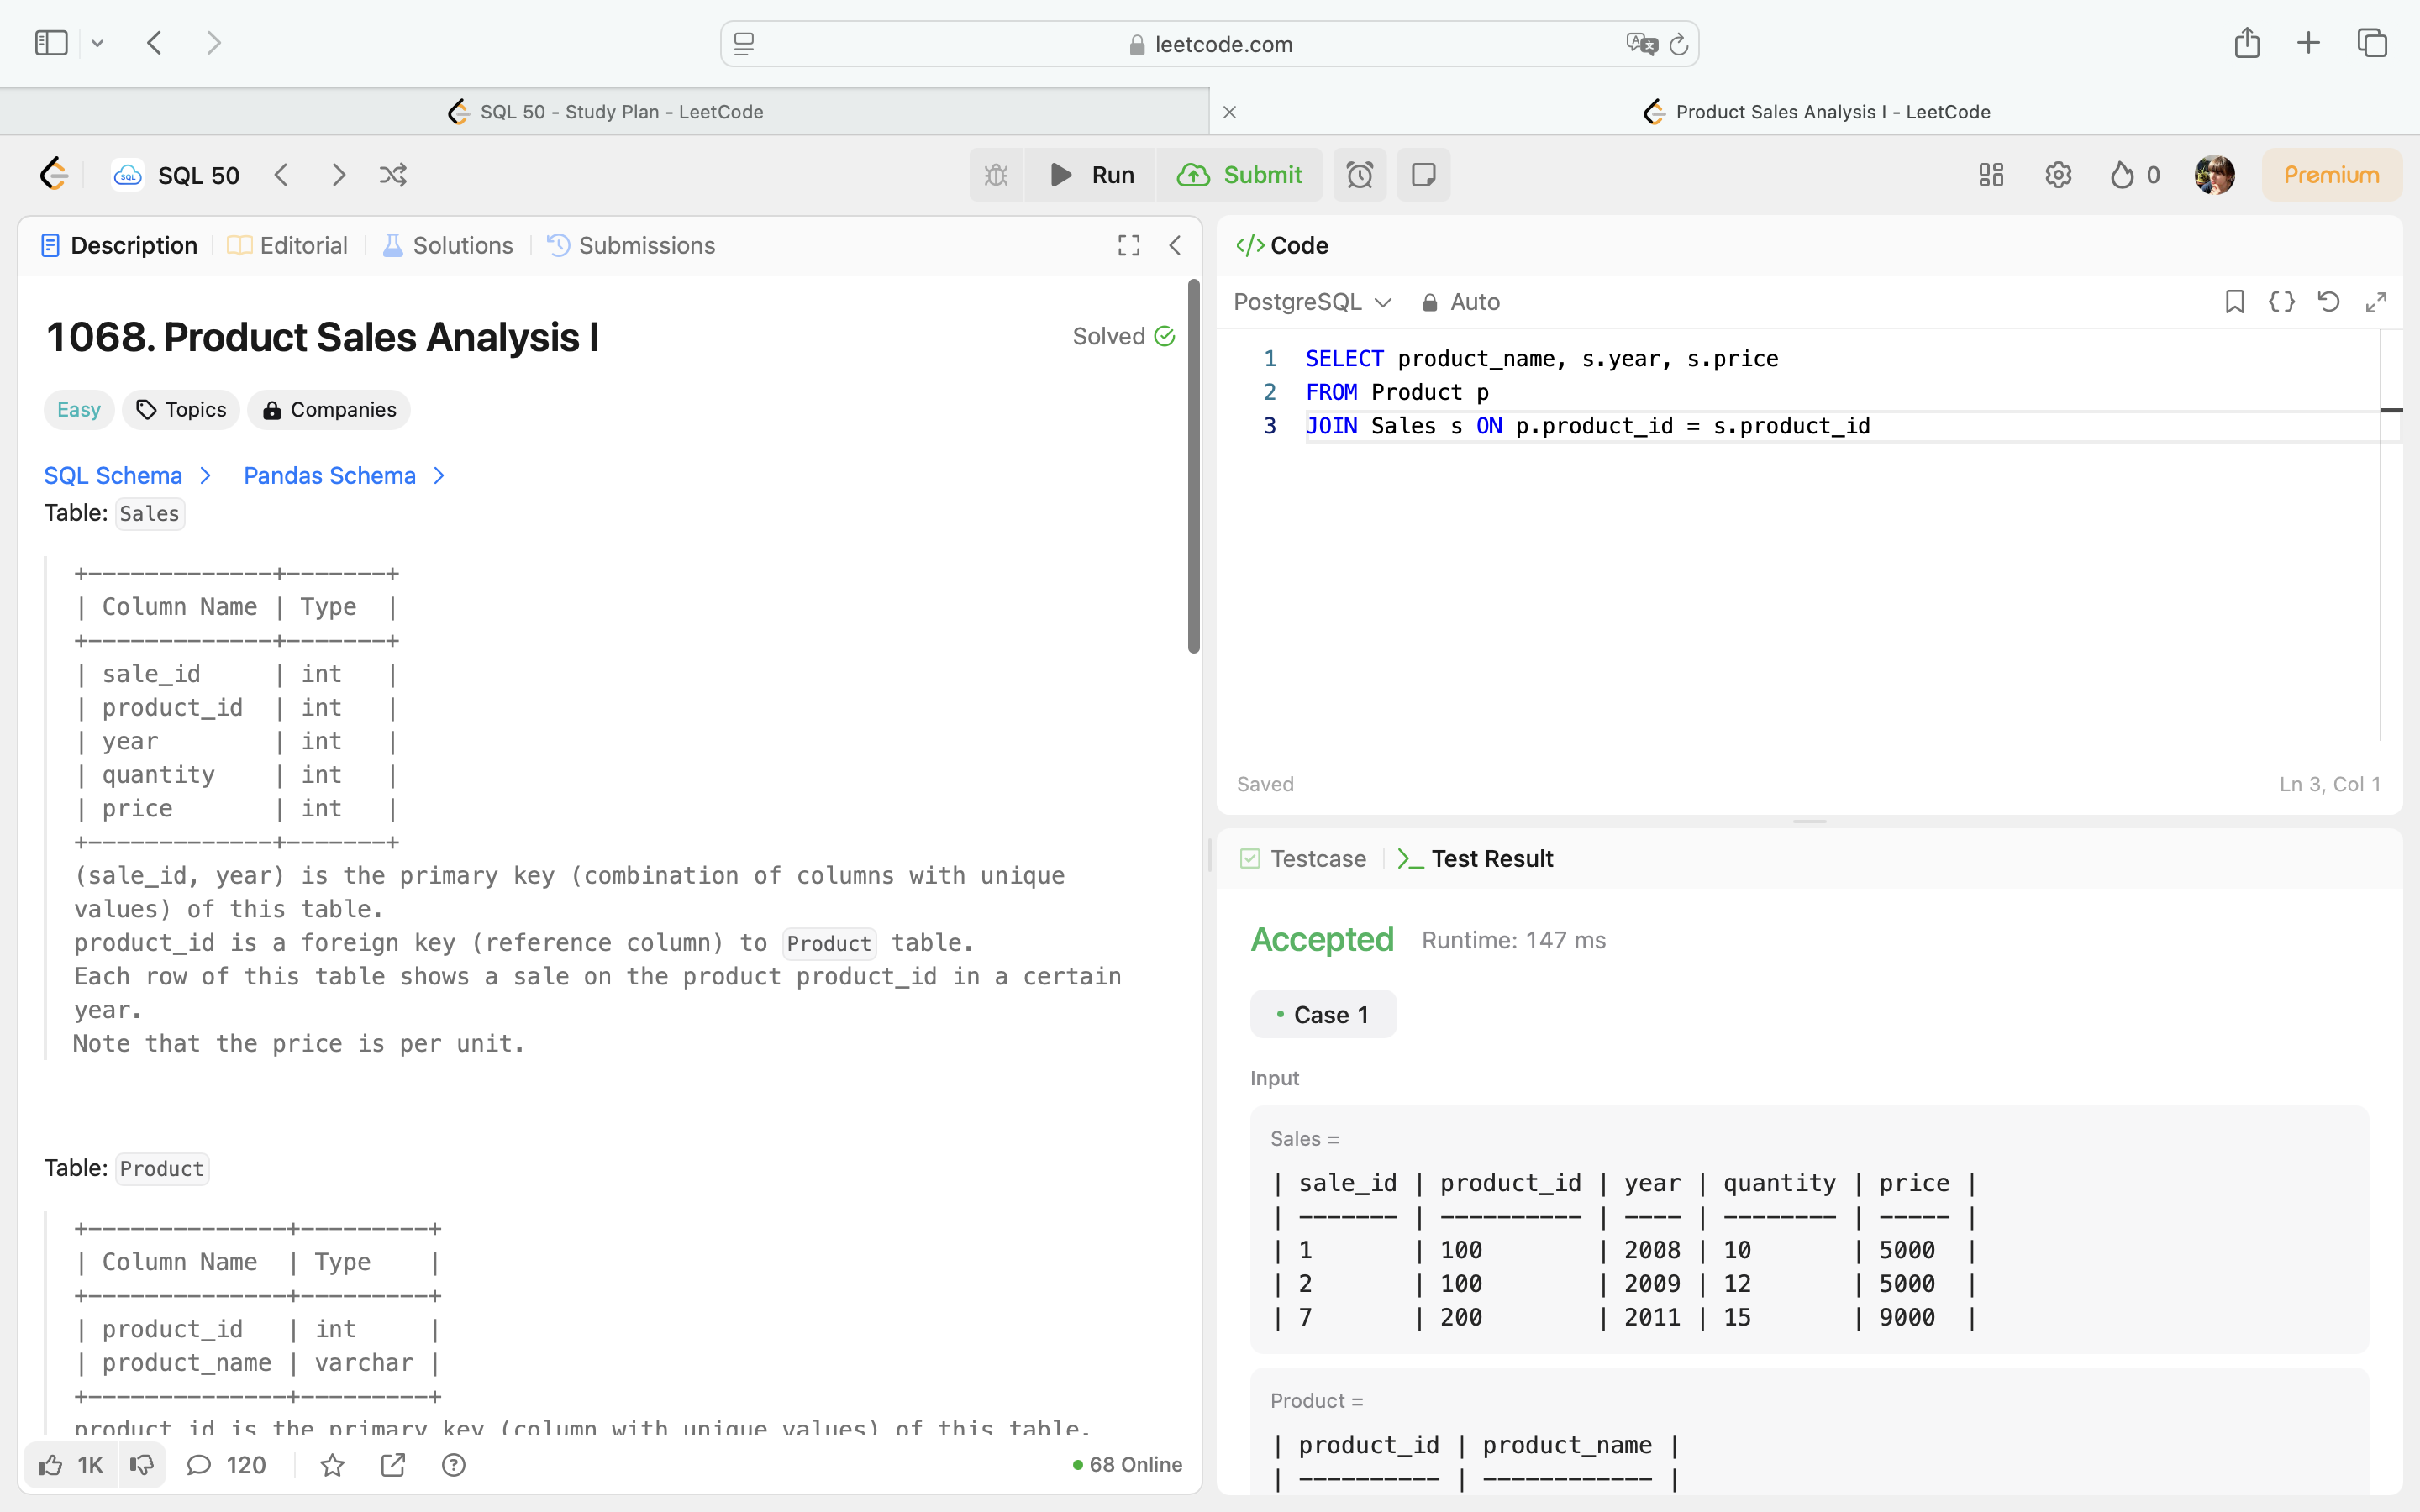 leetcode.com
SQL 50 - Study Plan - LeetCode
Product Sales Analysis I - LeetCode
SQL 50
Run
Submit
0
Premium
Description
Editorial
Solutions
Submissions
1068. Product Sales Analysis I
Solved
Easy
Topics
Companies
SQL Schema >
Pandas Schema >
Table: Sales
+-------------+-------+
| Column Name | Type  |
+-------------+-------+
| sale_id     | int   |
| product_id  | int   |
| year        | int   |
| quantity    | int   |
| price       | int   |
+-------------+-------+
(sale_id, year) is the primary key (combination of columns with unique
values) of this table.
product_id is a foreign key (reference column) to Product table.
Each row of this table shows a sale on the product product_id in a certain
year.
Note that the price is per unit.
Table: Product
+--------------+---------+
| Column Name  | Type    |
+--------------+---------+
| product_id   | int     |
| product_name | varchar |
+--------------+---------+
product_id is the primary key (column with unique values) of this table.
1K
120
68 Online
</> Code
PostgreSQL
Auto
1 SELECT product_name, s.year, s.price
2 FROM Product p
3 JOIN Sales s ON p.product_id = s.product_id
Saved
Ln 3, Col 1
Testcase
>_ Test Result
Accepted
Runtime: 147 ms
• Case 1
Input
Sales =
| sale_id | product_id | year | quantity | price |
| ------- | ---------- | ---- | -------- | ----- |
| 1       | 100        | 2008 | 10       | 5000  |
| 2       | 100        | 2009 | 12       | 5000  |
| 7       | 200        | 2011 | 15       | 9000  |
Product =
| product_id | product_name |
| ---------- | ------------ |